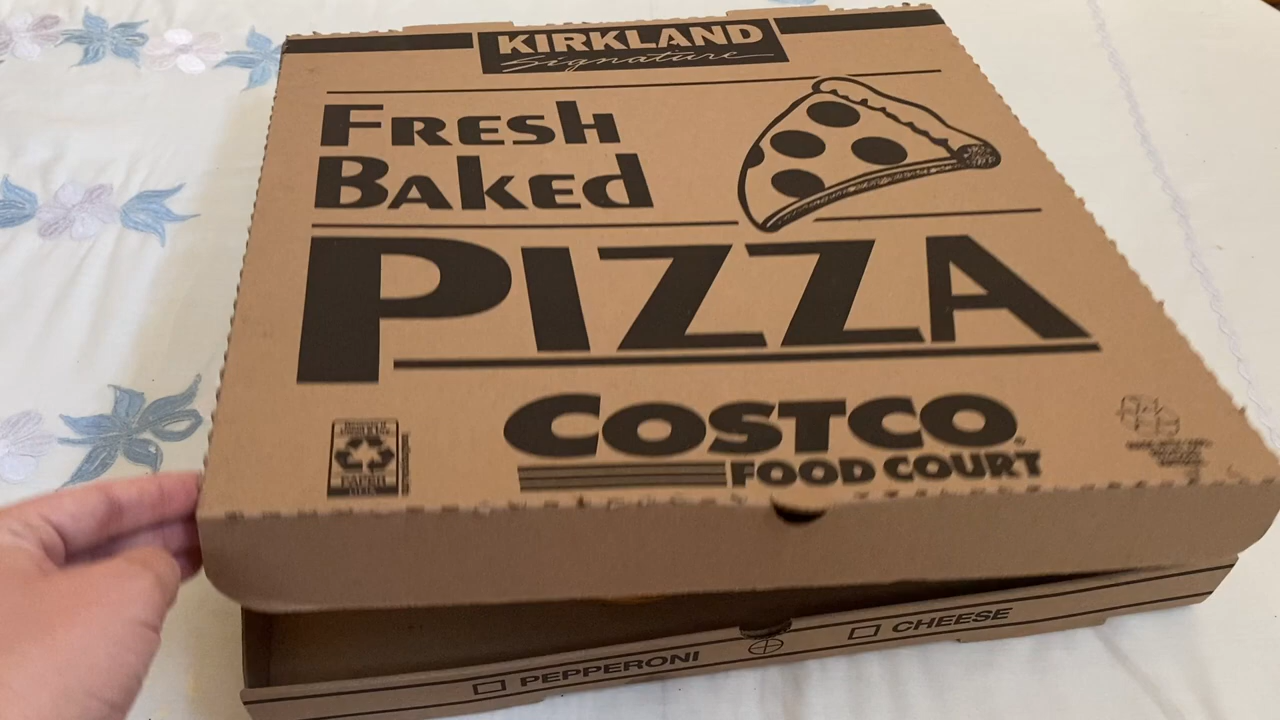 KIRKLAND
Signature
FRESH
BAKED
PIZZA
COSTCO
FOOD COURT
PEPPERONI
CHEESE